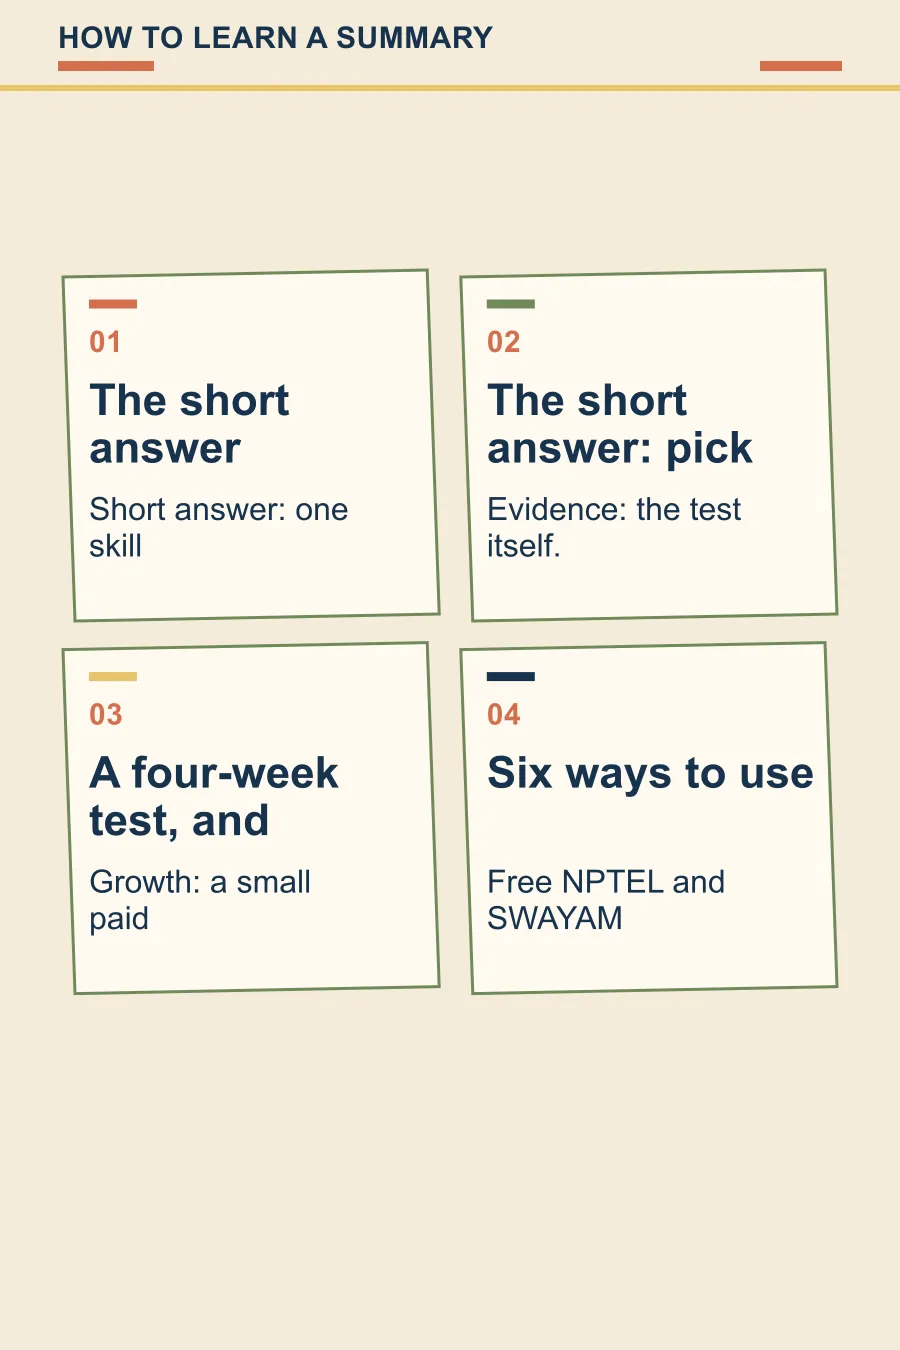 HOW TO LEARN A SUMMARY
01
The short
answer
Short answer: one
skill
02
The short
answer: pick
Evidence: the test
itself.
03
A four-week
test, and
Growth: a small
paid
04
Six ways to use
Free NPTEL and
SWAYAM